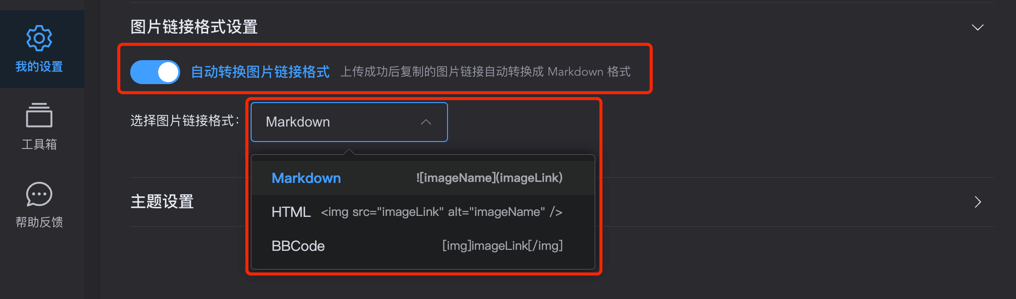 图片链接格式设置
我的设置
自动转换图片链接格式 上传成功后复制的图片链接自动转换成 Markdown 格式
选择图片链接格式: Markdown
工具箱
Markdown ![imageName](imageLink)
主题设置
HTML <img src="imageLink" alt="imageName" />
帮助反馈
BBCode [img]imageLink[/img]